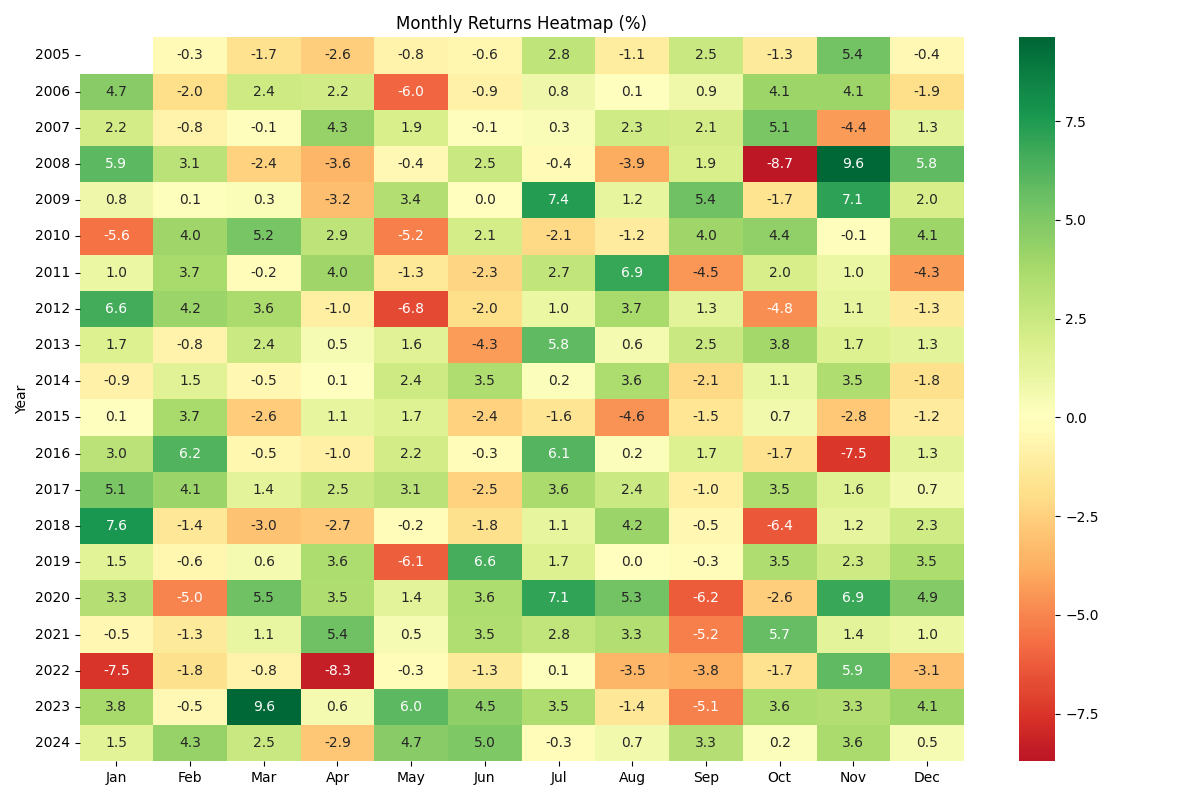 Monthly Returns Heatmap (%)
Year
2005 -0.3 -1.7 -2.6 -0.8 -0.6 2.8 -1.1 2.5 -1.3 5.4 -0.4
2006 4.7 -2.0 2.4 2.2 -6.0 -0.9 0.8 0.1 0.9 4.1 4.1 -1.9
2007 2.2 -0.8 -0.1 4.3 1.9 -0.1 0.3 2.3 2.1 5.1 -4.4 1.3
2008 5.9 3.1 -2.4 -3.6 -0.4 2.5 -0.4 -3.9 1.9 -8.7 9.6 5.8
2009 0.8 0.1 0.3 -3.2 3.4 0.0 7.4 1.2 5.4 -1.7 7.1 2.0
2010 -5.6 4.0 5.2 2.9 -5.2 2.1 -2.1 -1.2 4.0 4.4 -0.1 4.1
2011 1.0 3.7 -0.2 4.0 -1.3 -2.3 2.7 6.9 -4.5 2.0 1.0 -4.3
2012 6.6 4.2 3.6 -1.0 -6.8 -2.0 1.0 3.7 1.3 -4.8 1.1 -1.3
2013 1.7 -0.8 2.4 0.5 1.6 -4.3 5.8 0.6 2.5 3.8 1.7 1.3
2014 -0.9 1.5 -0.5 0.1 2.4 3.5 0.2 3.6 -2.1 1.1 3.5 -1.8
2015 0.1 3.7 -2.6 1.1 1.7 -2.4 -1.6 -4.6 -1.5 0.7 -2.8 -1.2
2016 3.0 6.2 -0.5 -1.0 2.2 -0.3 6.1 0.2 1.7 -1.7 -7.5 1.3
2017 5.1 4.1 1.4 2.5 3.1 -2.5 3.6 2.4 -1.0 3.5 1.6 0.7
2018 7.6 -1.4 -3.0 -2.7 -0.2 -1.8 1.1 4.2 -0.5 -6.4 1.2 2.3
2019 1.5 -0.6 0.6 3.6 -6.1 6.6 1.7 0.0 -0.3 3.5 2.3 3.5
2020 3.3 -5.0 5.5 3.5 1.4 3.6 7.1 5.3 -6.2 -2.6 6.9 4.9
2021 -0.5 -1.3 1.1 5.4 0.5 3.5 2.8 3.3 -5.2 5.7 1.4 1.0
2022 -7.5 -1.8 -0.8 -8.3 -0.3 -1.3 0.1 -3.5 -3.8 -1.7 5.9 -3.1
2023 3.8 -0.5 9.6 0.6 6.0 4.5 3.5 -1.4 -5.1 3.6 3.3 4.1
2024 1.5 4.3 2.5 -2.9 4.7 5.0 -0.3 0.7 3.3 0.2 3.6 0.5
Jan Feb Mar Apr May Jun Jul Aug Sep Oct Nov Dec
7.5
5.0
2.5
0.0
−2.5
−5.0
−7.5